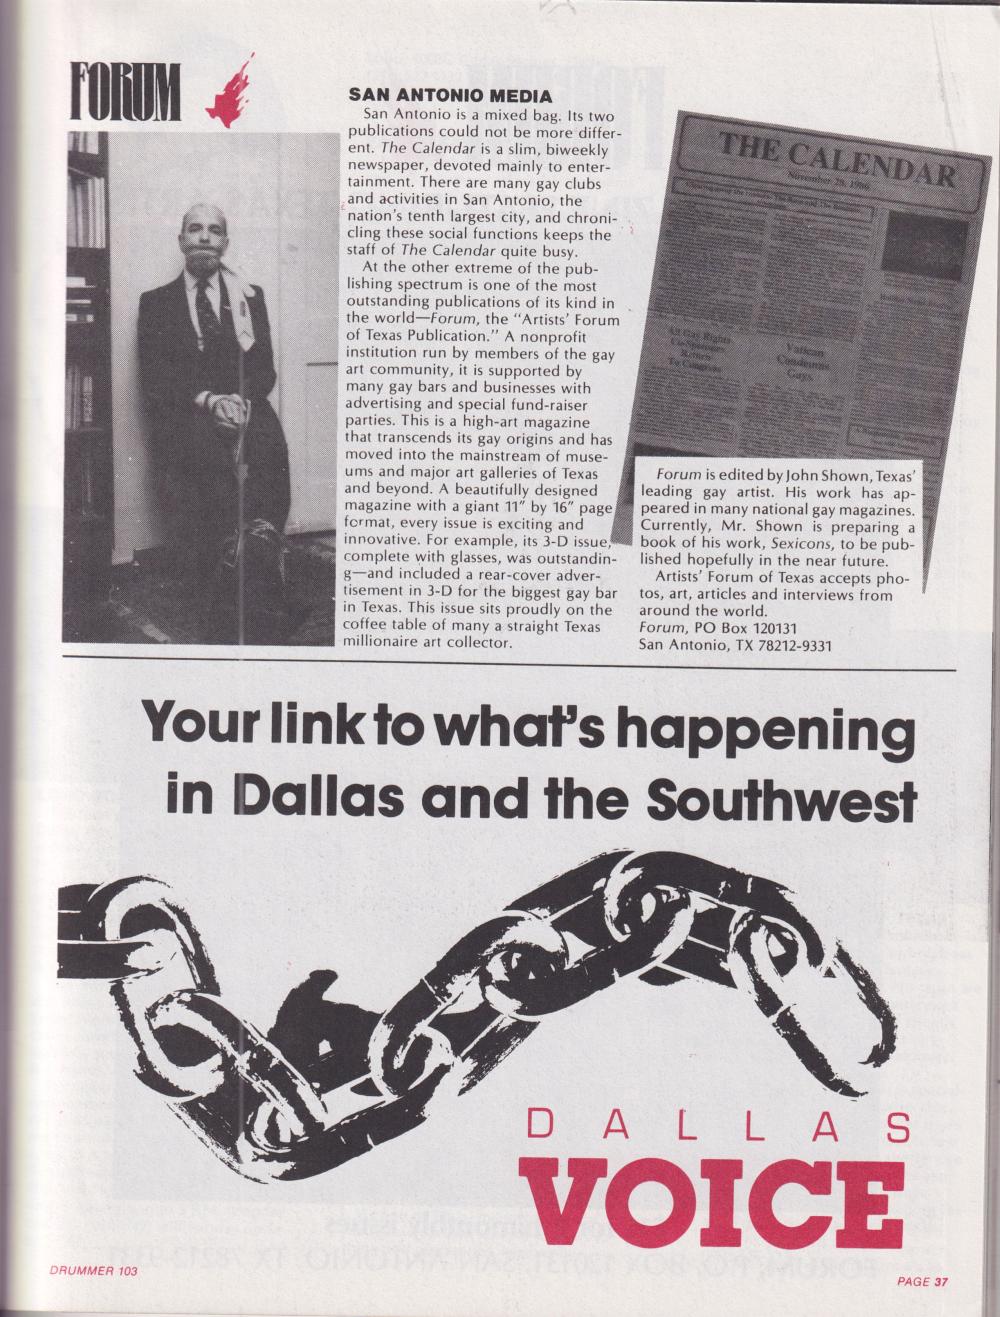 FORUM
SAN ANTONIO MEDIA
San Antonio is a mixed bag. Its two
publications could not be more differ-
ent. The Calendar is a slim, biweekly
newspaper, devoted mainly to enter-
tainment. There are many gay clubs
and activities in San Antonio, the
nation's tenth largest city, and chroni-
cling these social functions keeps the
staff of The Calendar quite busy.
At the other extreme of the pub-
lishing spectrum is one of the most
outstanding publications of its kind in
the world—Forum, the "Artists' Forum
of Texas Publication." A nonprofit
institution run by members of the gay
art community, it is supported by
many gay bars and businesses with
advertising and special fund-raiser
parties. This is a high-art magazine
that transcends its gay origins and has
moved into the mainstream of muse-
ums and major art galleries of Texas
and beyond. A beautifully designed
magazine with a giant 11" by 16" page
format, every issue is exciting and
innovative. For example, its 3-D issue,
complete with glasses, was outstandin-
g—and included a rear-cover adver-
tisement in 3-D for the biggest gay bar
in Texas. This issue sits proudly on the
coffee table of many a straight Texas
millionaire art collector.
THE CALENDAR
November 28, 1986
All Gay Rights
Co-Sponsors
Return
To Congress
Vatican
Condemns
Gays
Forum is edited by John Shown, Texas'
leading gay artist. His work has ap-
peared in many national gay magazines.
Currently, Mr. Shown is preparing a
book of his work, Sexicons, to be pub-
lished hopefully in the near future.
Artists' Forum of Texas accepts pho-
tos, art, articles and interviews from
around the world.
Forum, PO Box 120131
San Antonio, TX 78212-9331
Your link to what's happening
in Dallas and the Southwest
DALLAS
VOICE
DRUMMER 103
PAGE 37